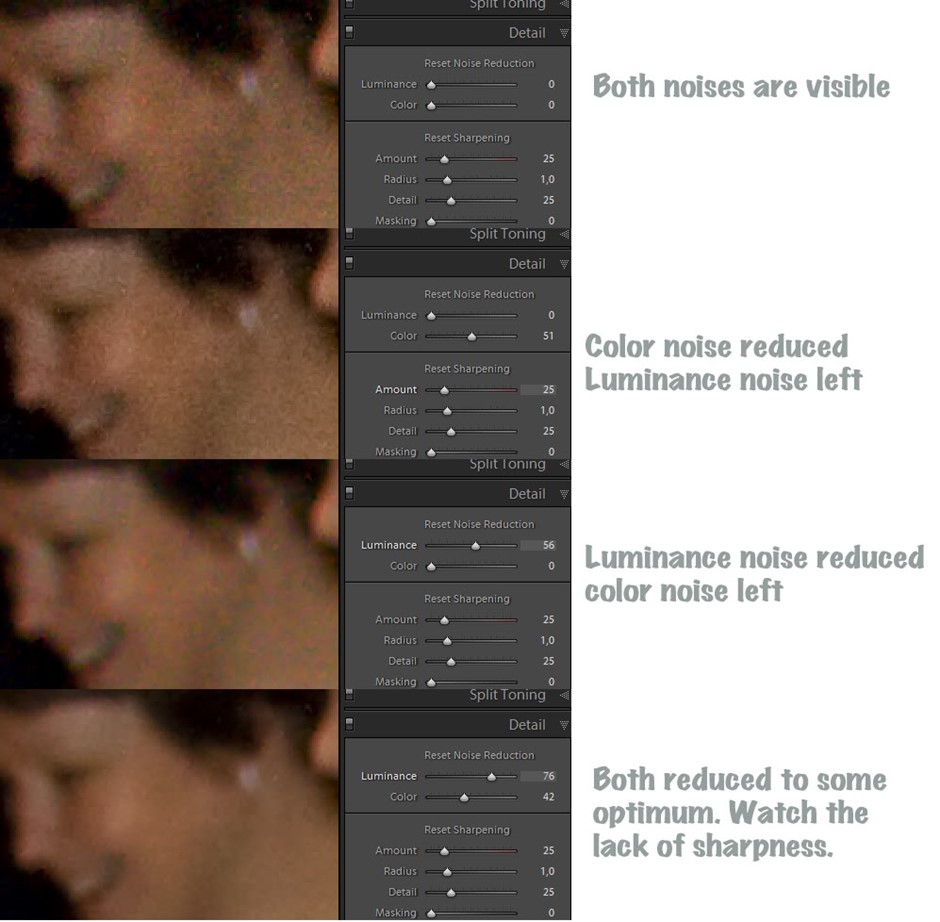 Split Toning
Detail
Reset Noise Reduction
Luminance 0
Color 0
Reset Sharpening
Amount 25
Radius 1,0
Detail 25
Masking 0
Both noises are visible
Split Toning
Detail
Reset Noise Reduction
Luminance 0
Color 51
Reset Sharpening
Amount 25
Radius 1,0
Detail 25
Masking 0
Color noise reduced
Luminance noise left
Split Toning
Detail
Reset Noise Reduction
Luminance 56
Color 0
Reset Sharpening
Amount 25
Radius 1,0
Detail 25
Masking 0
Luminance noise reduced
color noise left
Split Toning
Detail
Reset Noise Reduction
Luminance 76
Color 42
Reset Sharpening
Amount 25
Radius 1,0
Detail 25
Masking 0
Both reduced to some
optimum. Watch the
lack of sharpness.